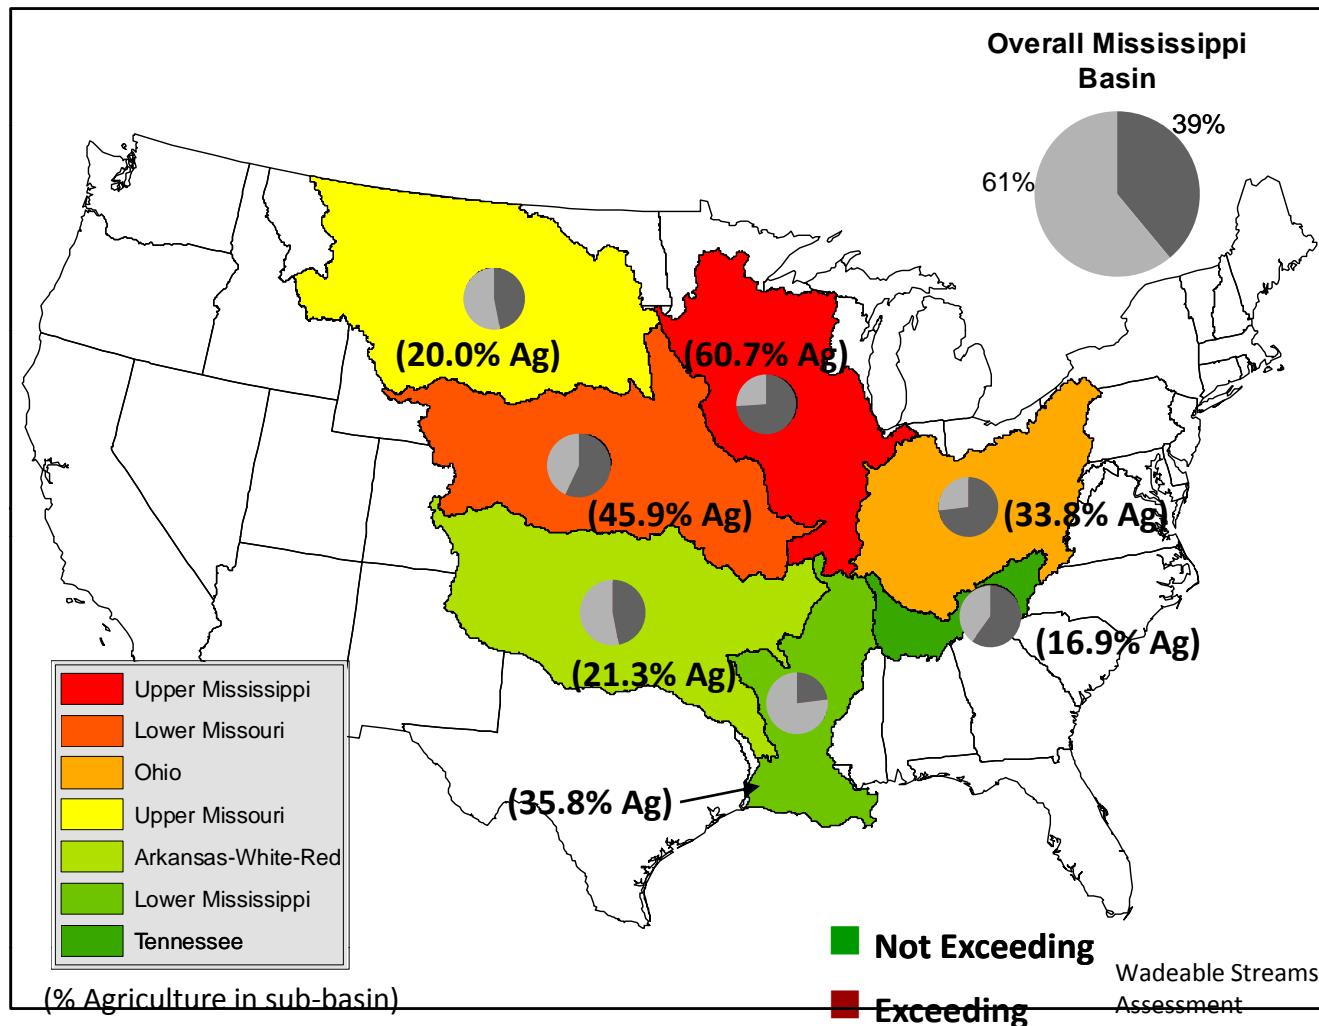 Overall Mississippi
Basin
39%
61%
(20.0% Ag)
(60.7% Ag)
(45.9% Ag)
(33.8% Ag)
(16.9% Ag)
(21.3% Ag)
(35.8% Ag)
Upper Mississippi
Lower Missouri
Ohio
Upper Missouri
Arkansas-White-Red
Lower Mississippi
Tennessee
(% Agriculture in sub-basin)
Not Exceeding
Exceeding
Wadeable Streams
Assessment